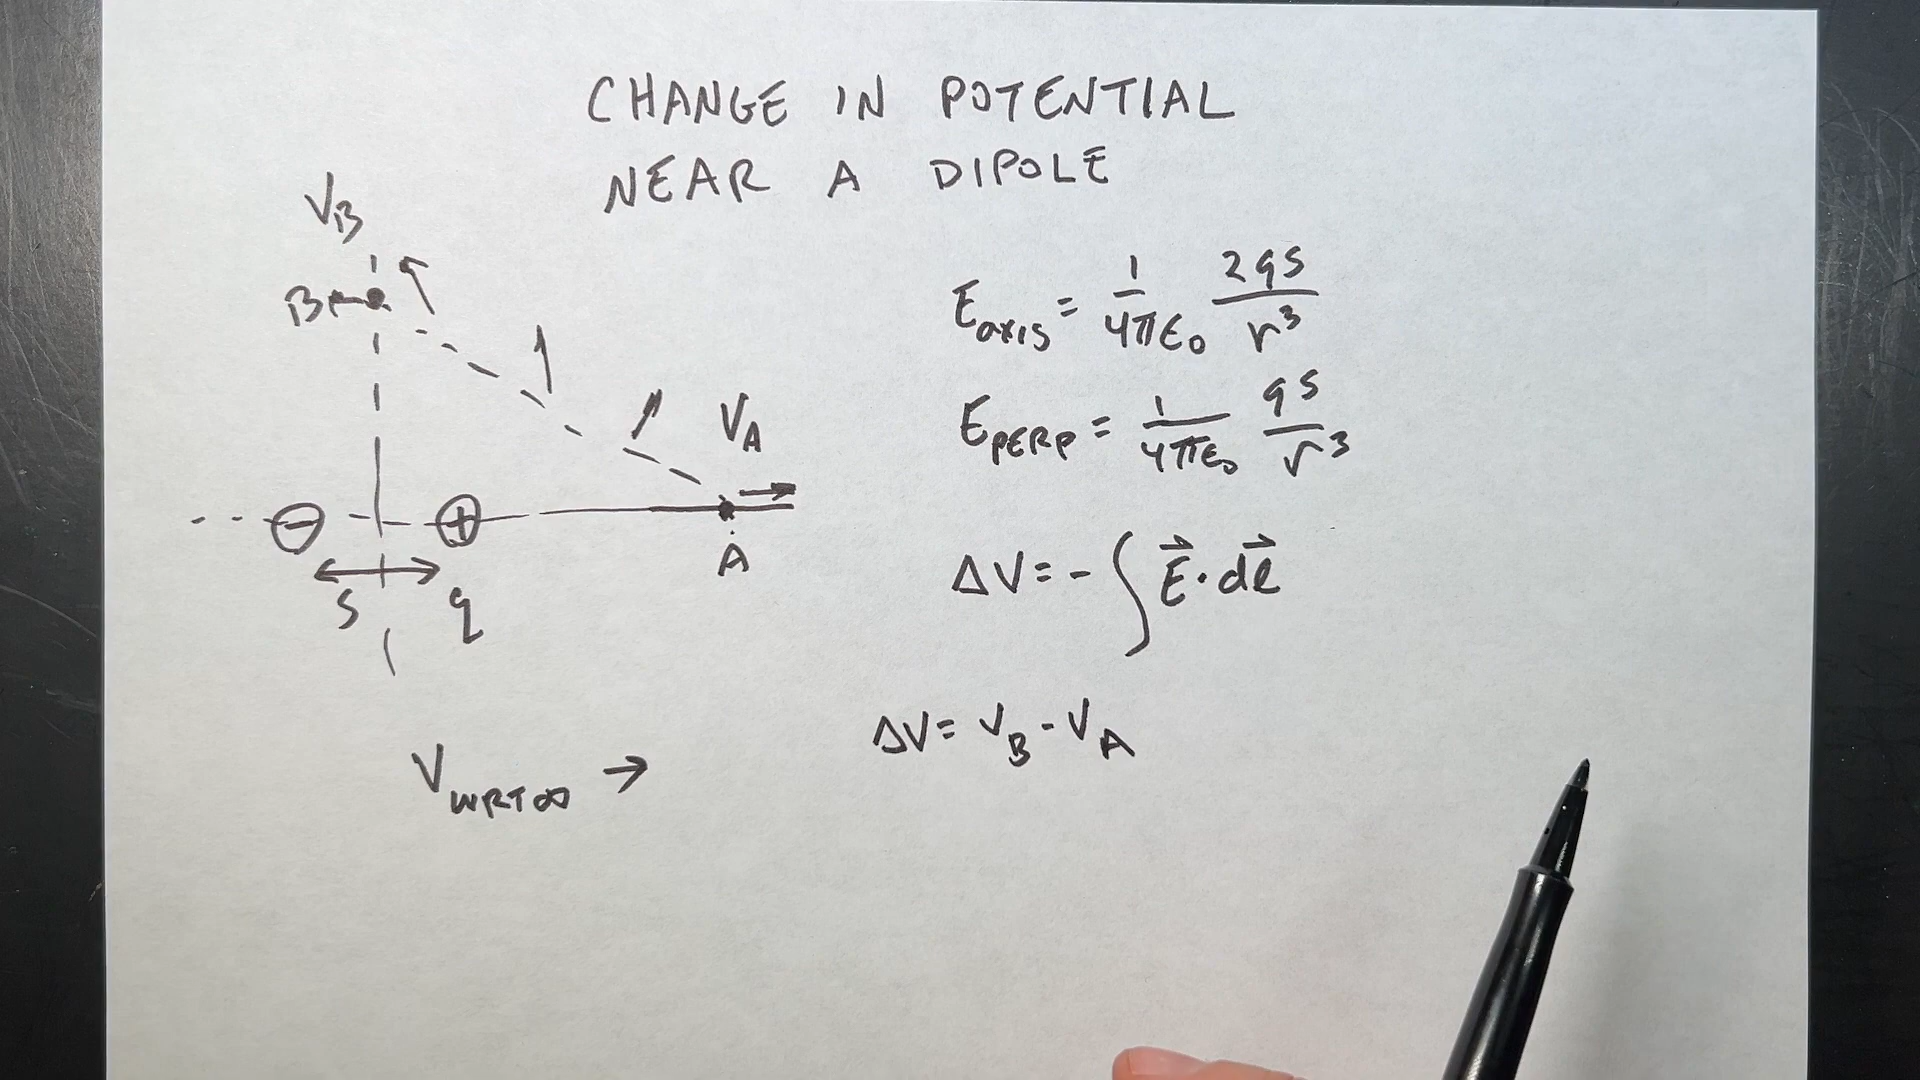 CHANGE IN POTENTIAL
NEAR A DIPOLE
V_B
B
V_A
A
- +
s q
E_axis = 1/4πε₀ 2qs/r³
E_PERP = 1/4πε₀ qs/r³
ΔV = -∫E⃗·dℓ⃗
ΔV = V_B - V_A
V_WRT∞ →